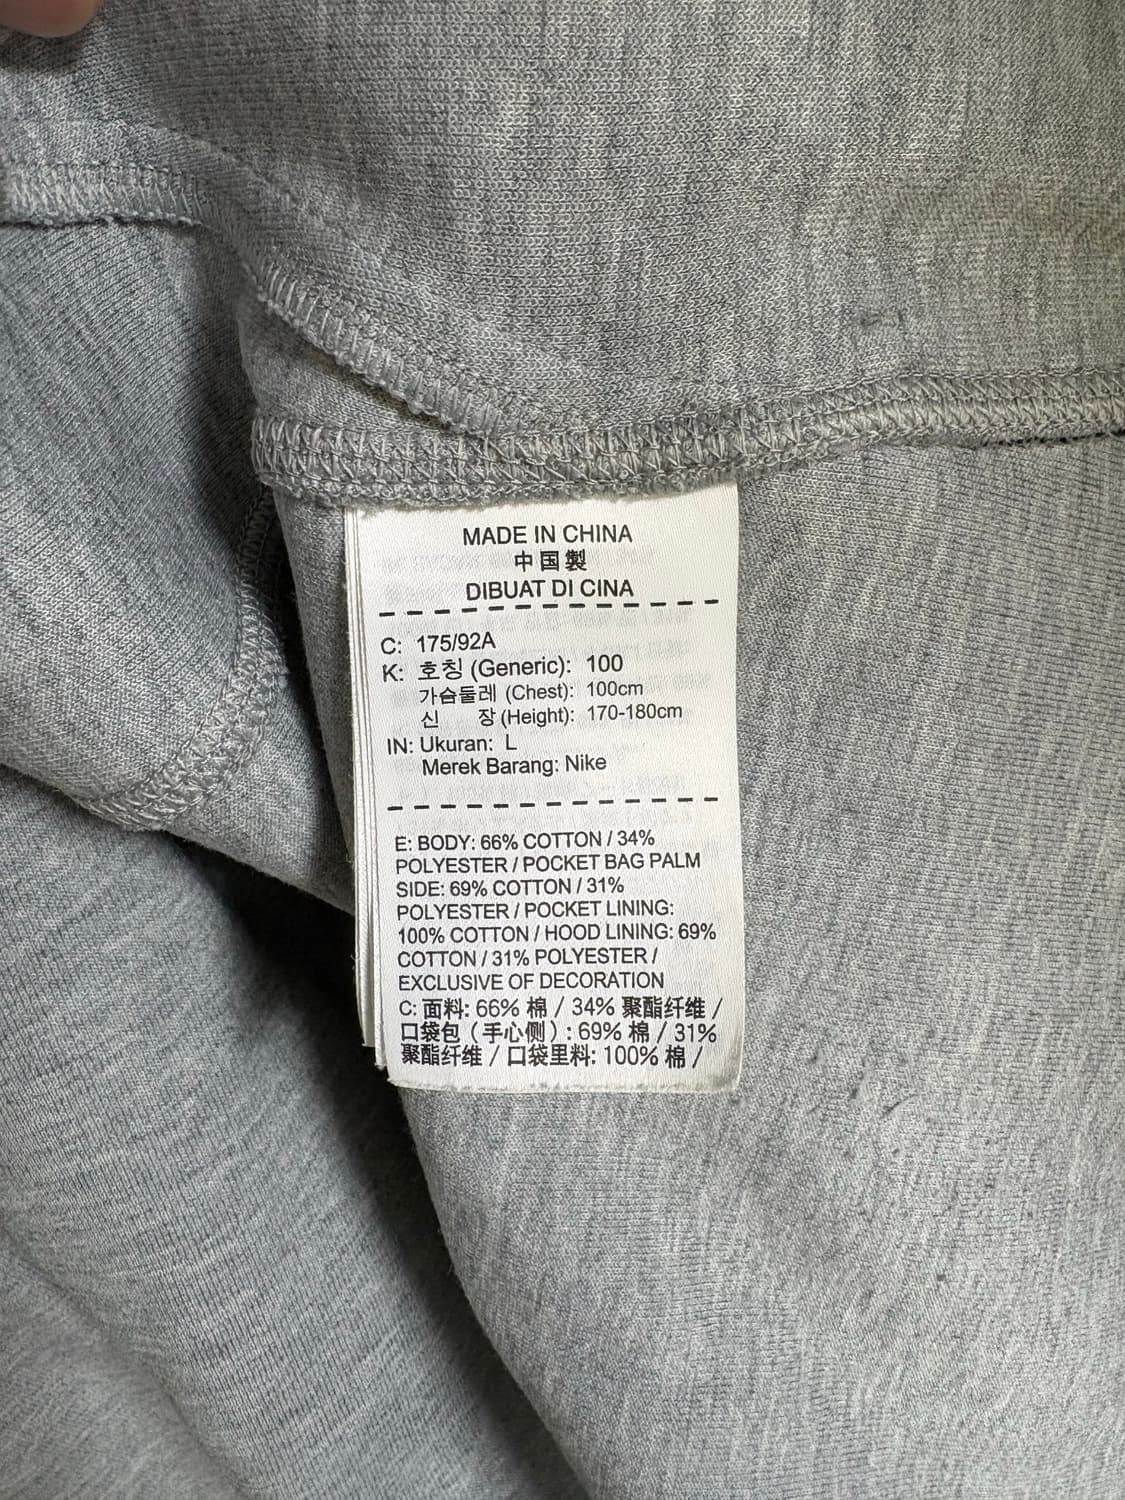 MADE IN CHINA
中国製
DIBUAT DI CINA
C: 175/92A
K: 호칭 (Generic): 100
가슴둘레 (Chest): 100cm
신 장 (Height): 170-180cm
IN: Ukuran: L
Merek Barang: Nike
E: BODY: 66% COTTON / 34%
POLYESTER / POCKET BAG PALM
SIDE: 69% COTTON / 31%
POLYESTER / POCKET LINING:
100% COTTON / HOOD LINING: 69%
COTTON / 31% POLYESTER /
EXCLUSIVE OF DECORATION
C: 面料: 66% 棉 / 34% 聚酯纤维 /
口袋包（手心侧）: 69% 棉 / 31%
聚酯纤维 / 口袋里料: 100% 棉 /